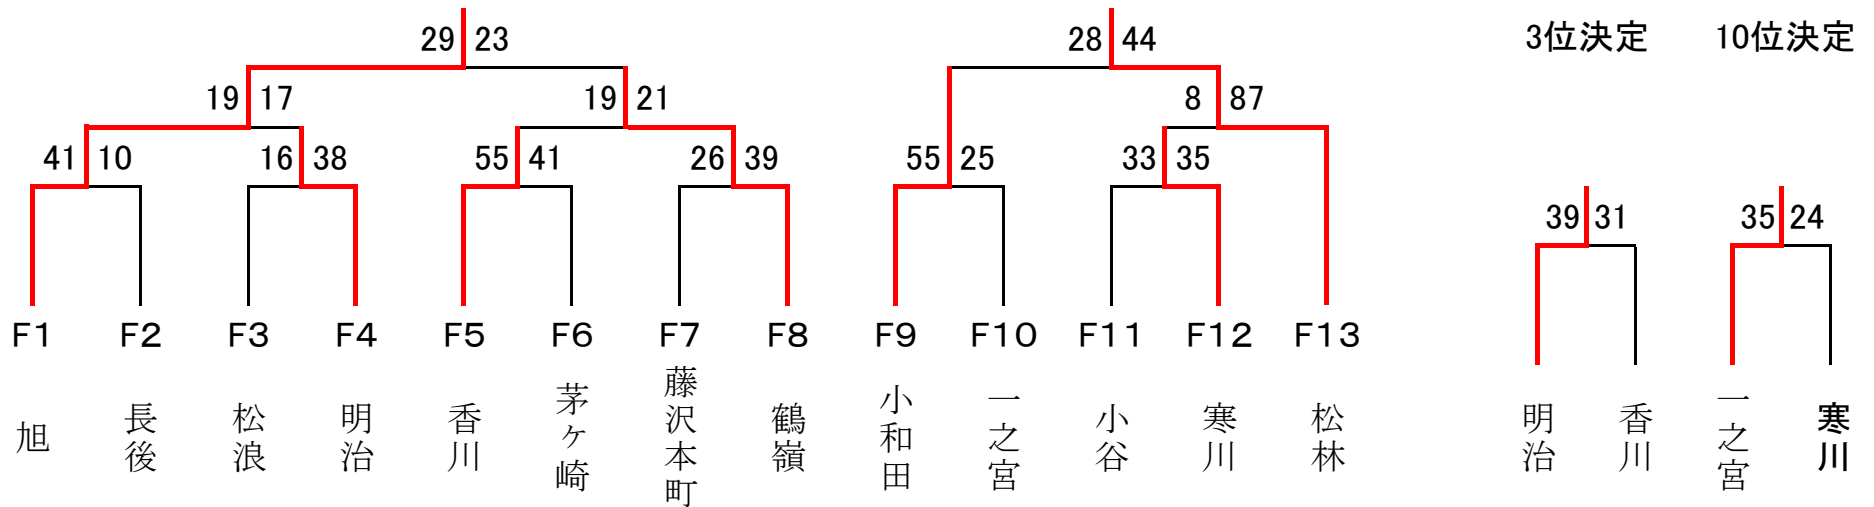 29 23 28 44 3位決定 10位決定
19 17 19 21 8 87
41 10 16 38 55 41 26 39 55 25 33 35
39 31 35 24
F1 F2 F3 F4 F5 F6 F7 F8 F9 F10 F11 F12 F13
旭
長後
松浪
明治
香川
茅ケ崎
藤沢本町
鶴嶺
小和田
一之宮
小谷
寒川
松林
明治
香川
一之宮
寒川